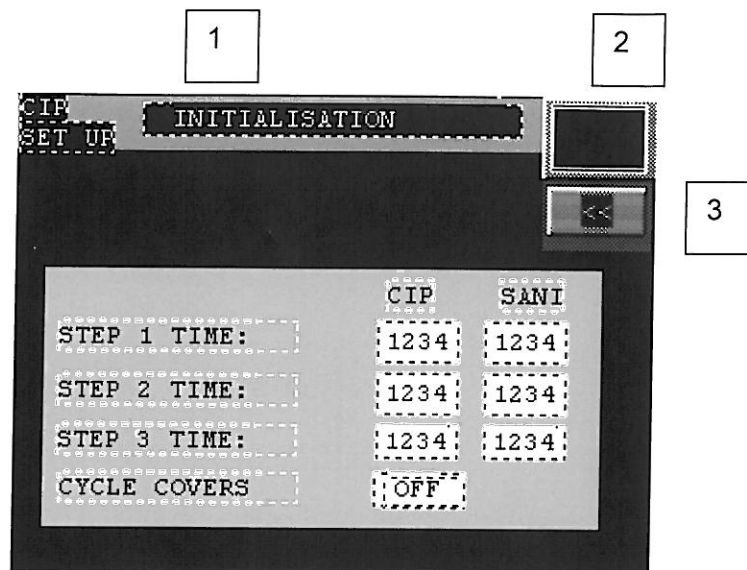 1
2
CIP
SET UP
INITIALISATION
<<
3
CIP SANI
STEP 1 TIME: 1234 1234
STEP 2 TIME: 1234 1234
STEP 3 TIME: 1234 1234
CYCLE COVERS OFF